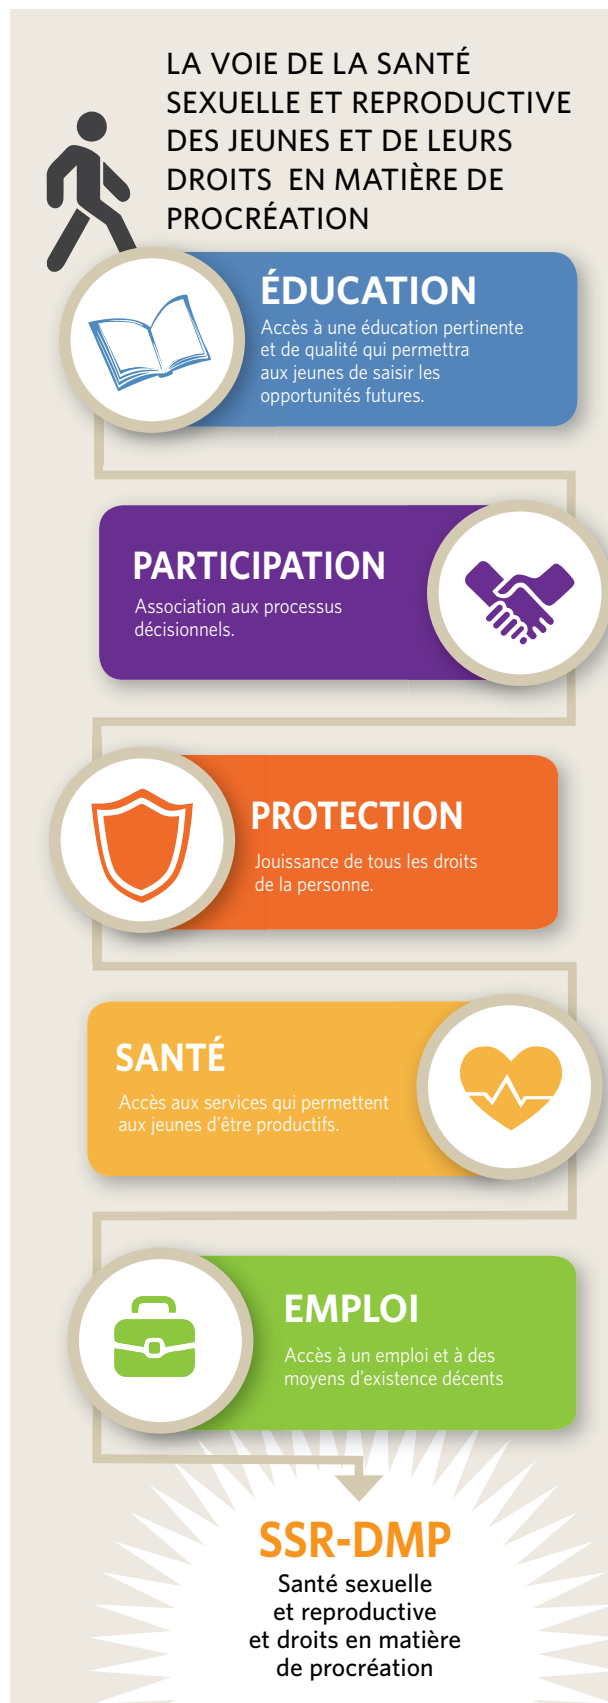 LA VOIE DE LA SANTÉ
SEXUELLE ET REPRODUCTIVE
DES JEUNES ET DE LEURS
DROITS EN MATIÈRE DE
PROCRÉATION
ÉDUCATION
Accès à une éducation pertinente
et de qualité qui permettra
aux jeunes de saisir les
opportunités futures.
PARTICIPATION
Association aux processus
décisionnels.
PROTECTION
Jouissance de tous les droits
de la personne.
SANTÉ
Accès aux services qui permettent
aux jeunes d'être productifs.
EMPLOI
Accès à un emploi et à des
moyens d'existence décents
SSR-DMP
Santé sexuelle
et reproductive
et droits en matière
de procréation